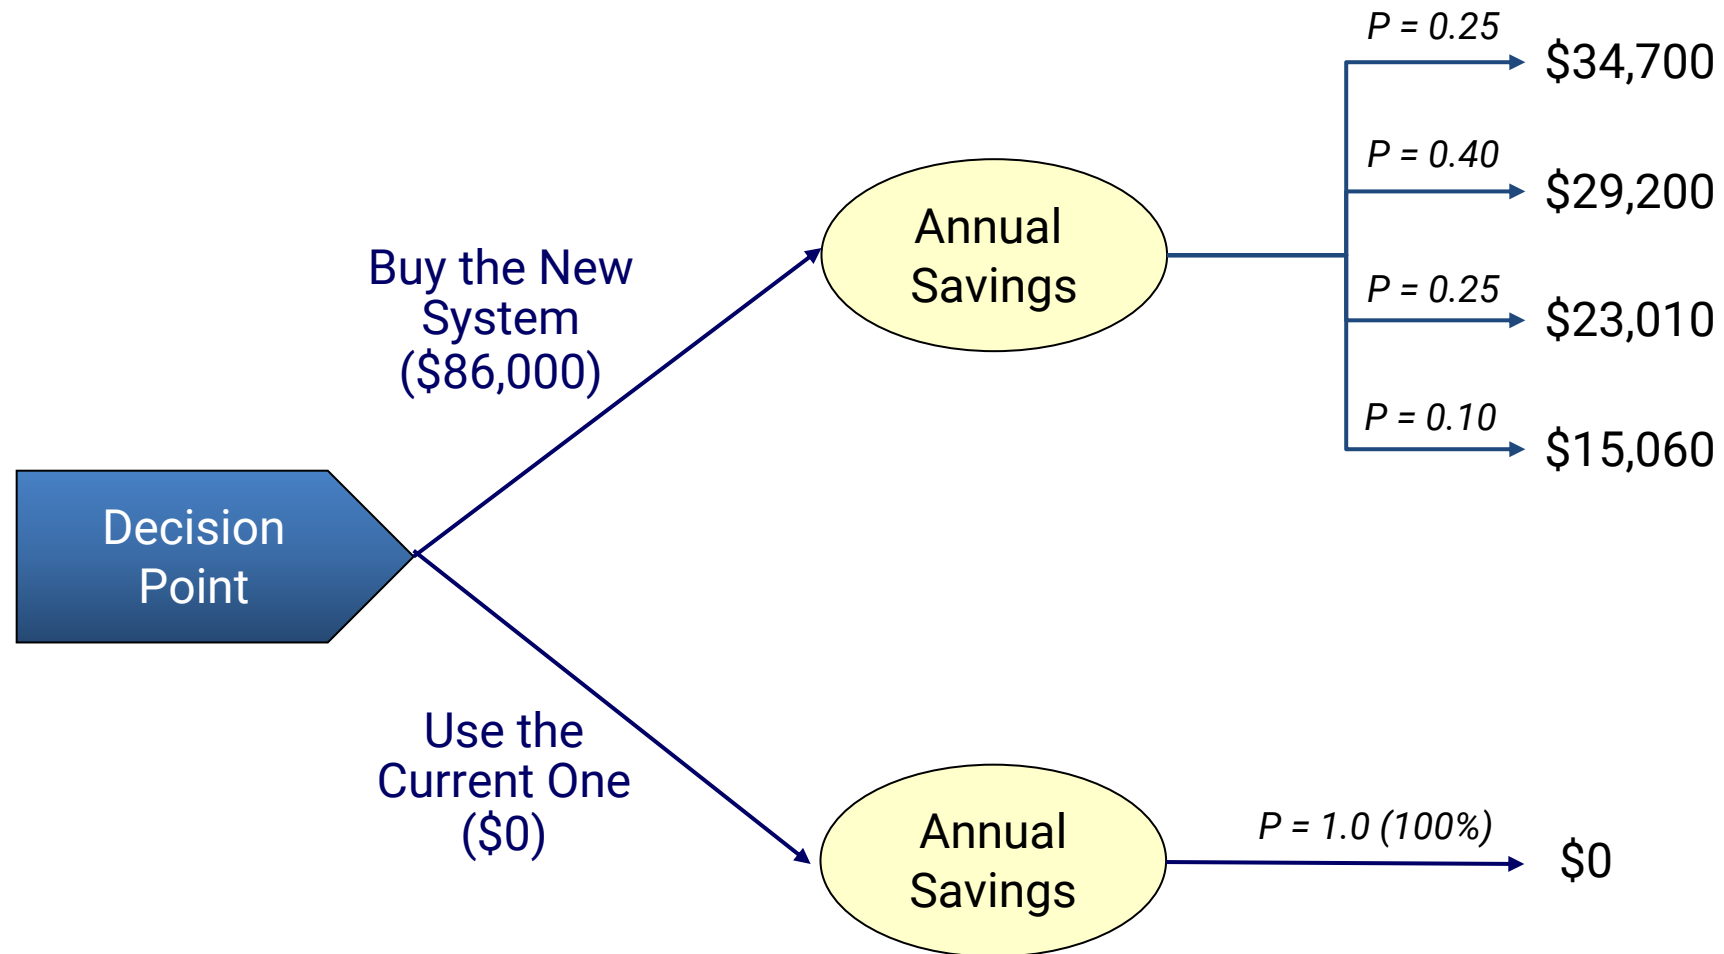 P = 0.25
$34,700
P = 0.40
$29,200
Annual
Savings
Buy the New
System
($86,000)
P = 0.25
$23,010
P = 0.10
$15,060
Decision
Point
Use the
Current One
($0)
Annual
Savings
P = 1.0 (100%)
$0